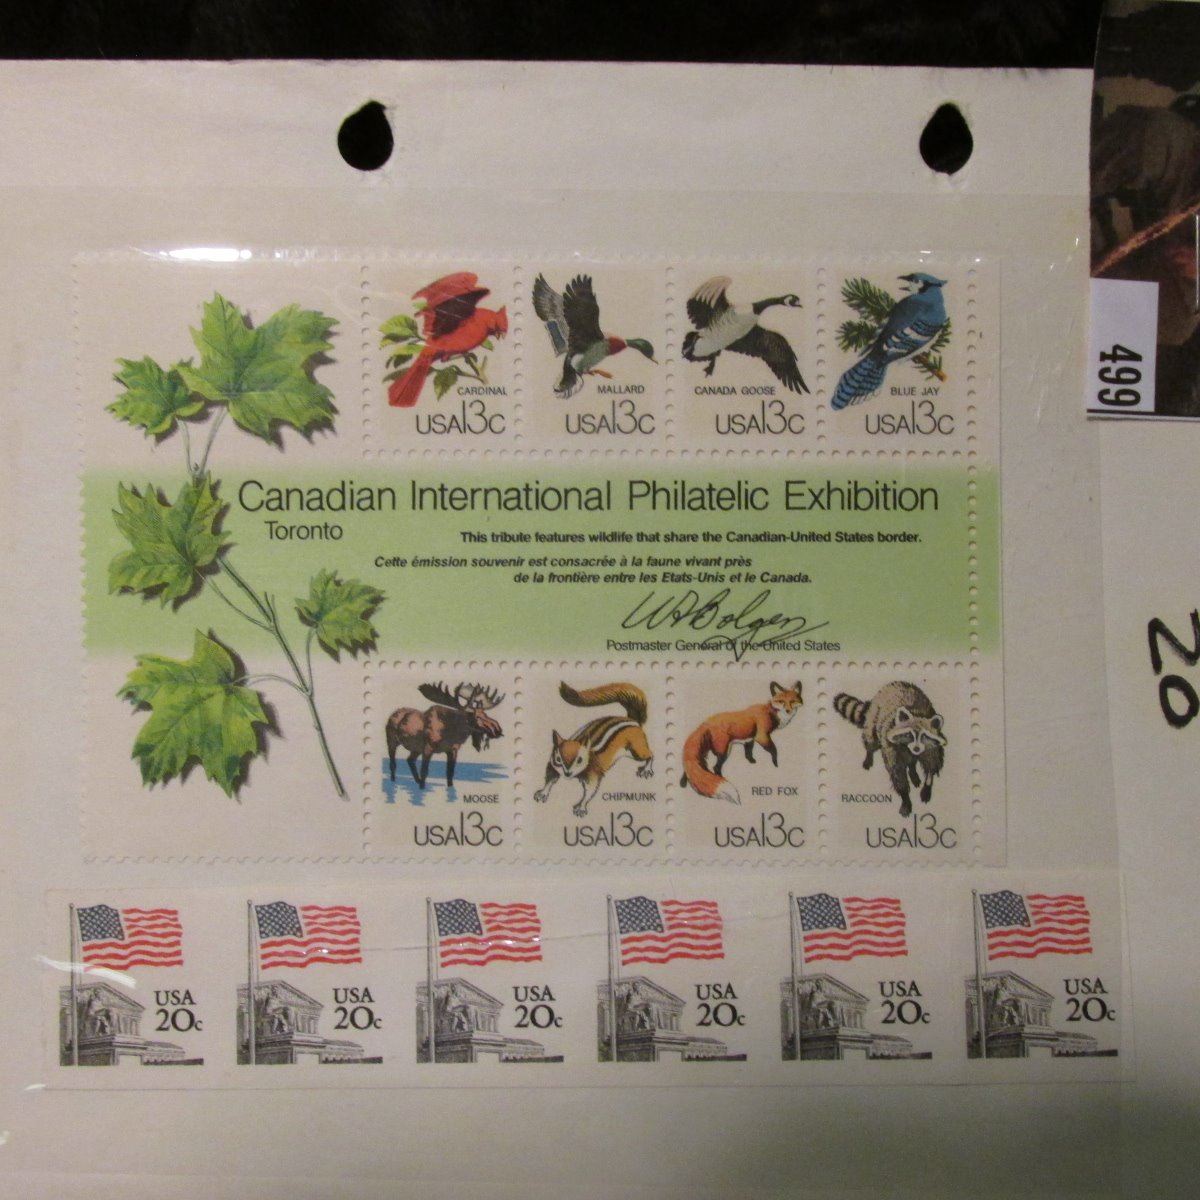 CARDINAL
USA13c
MALLARD
USA13c
CANADA GOOSE
USA13c
BLUE JAY
USA13c
499
Canadian International Philatelic Exhibition
Toronto
This tribute features wildlife that share the Canadian-United States border.
Cette émission souvenir est consacrée à la faune vivant près
de la frontière entre les Etats-Unis et le Canada.
Postmaster General of the United States
20
MOOSE
USA13c
CHIPMUNK
USA13c
RED FOX
USA13c
RACCOON
USA13c
USA
20c
USA
20c
USA
20c
USA
20c
USA
20c
USA
20c